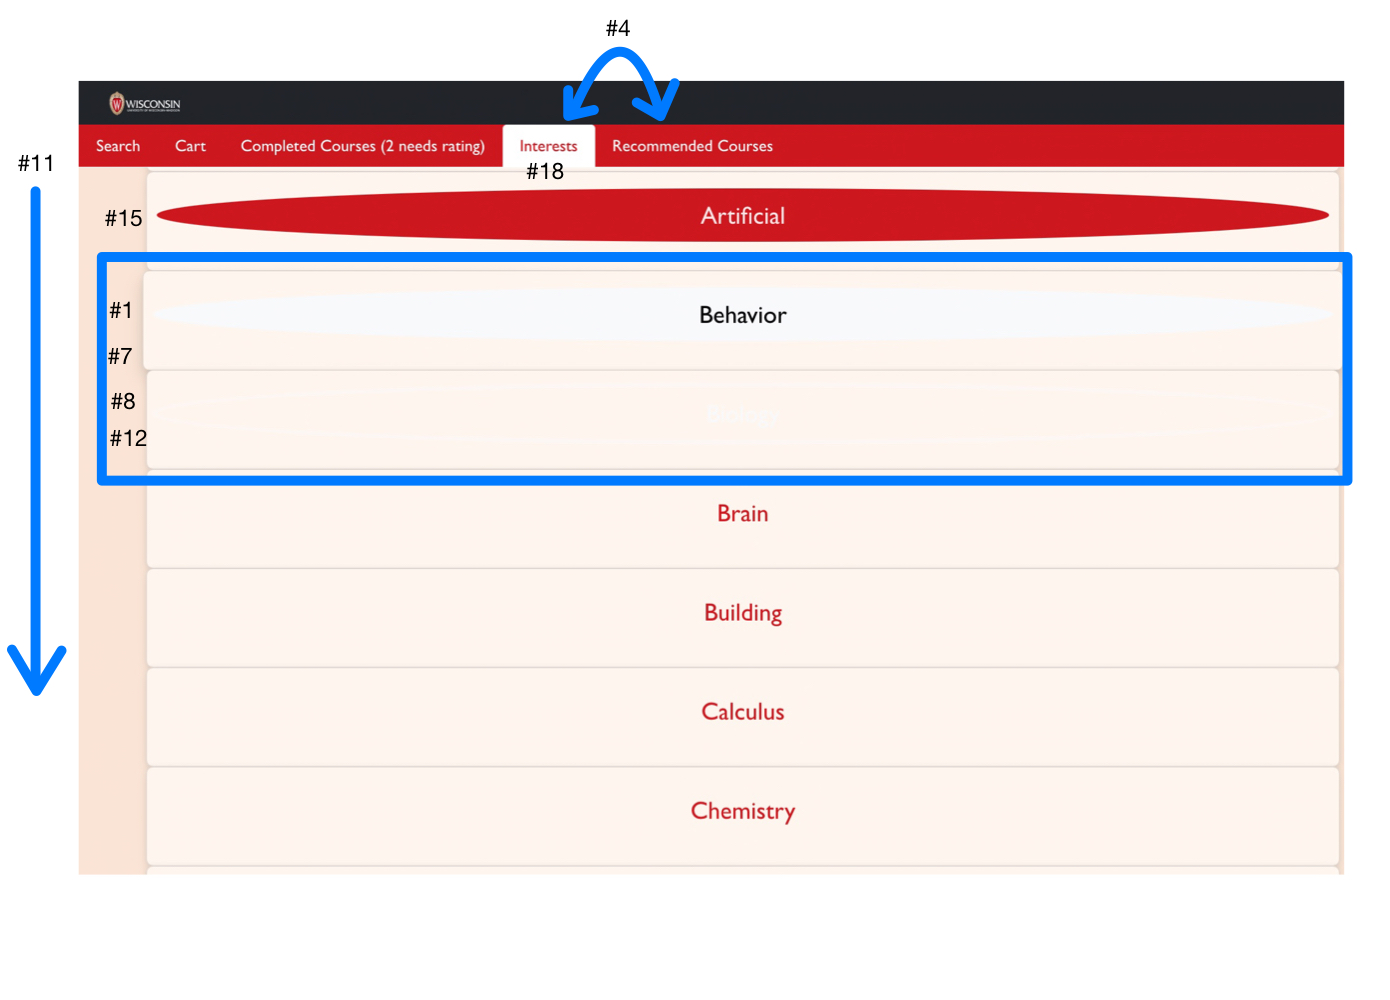 #4
WISCONSIN
Search Cart Completed Courses (2 needs rating) Interests Recommended Courses
#11
#18
#15 Artificial
#1 Behavior
#7
#8
#12
Brain
Building
Calculus
Chemistry